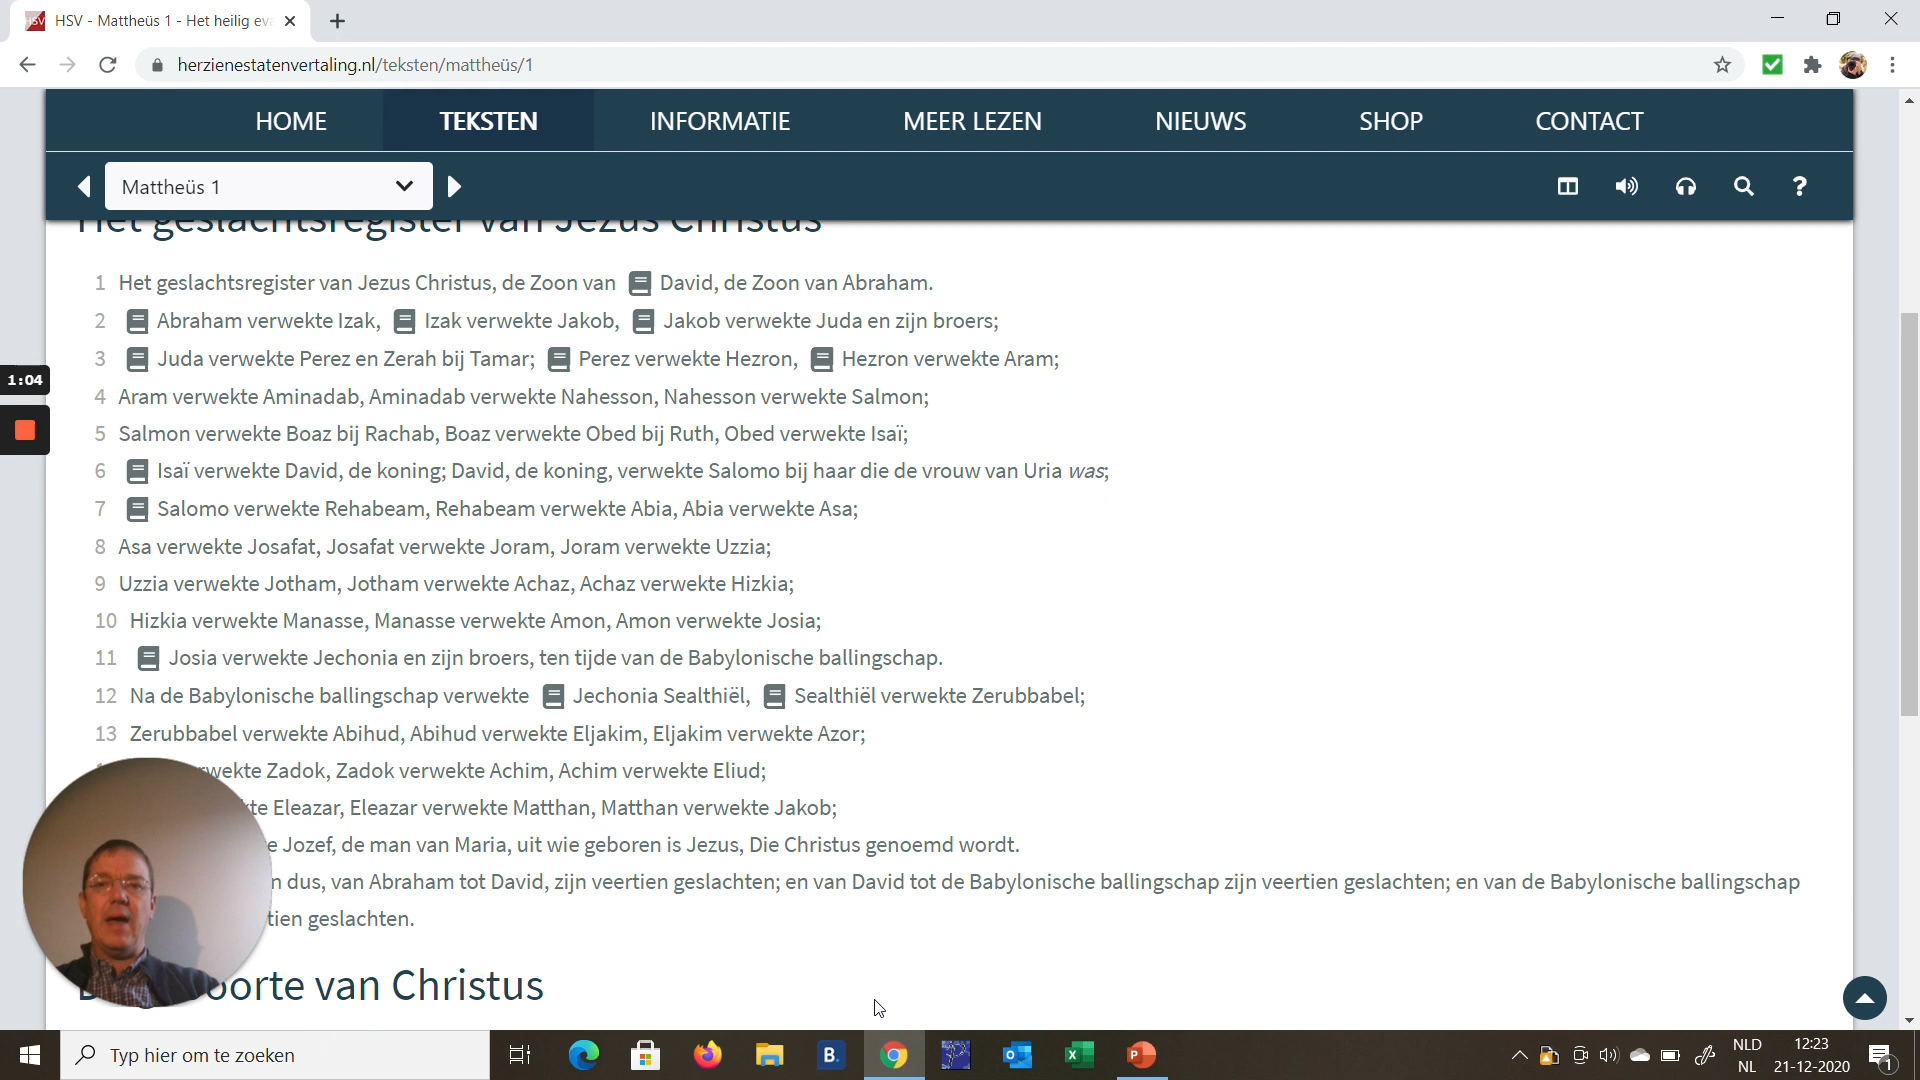 HSV - Mattheüs 1 - Het heilig eva
herzienestatenvertaling.nl/teksten/mattheüs/1
HOME TEKSTEN INFORMATIE MEER LEZEN NIEUWS SHOP CONTACT
Mattheüs 1
Het geslachtsregister van Jezus Christus
1 Het geslachtsregister van Jezus Christus, de Zoon van David, de Zoon van Abraham.
2 Abraham verwekte Izak, Izak verwekte Jakob, Jakob verwekte Juda en zijn broers;
3 Juda verwekte Perez en Zerah bij Tamar; Perez verwekte Hezron, Hezron verwekte Aram;
1:04
4 Aram verwekte Aminadab, Aminadab verwekte Nahesson, Nahesson verwekte Salmon;
5 Salmon verwekte Boaz bij Rachab, Boaz verwekte Obed bij Ruth, Obed verwekte Isaï;
6 Isaï verwekte David, de koning; David, de koning, verwekte Salomo bij haar die de vrouw van Uria was;
7 Salomo verwekte Rehabeam, Rehabeam verwekte Abia, Abia verwekte Asa;
8 Asa verwekte Josafat, Josafat verwekte Joram, Joram verwekte Uzzia;
9 Uzzia verwekte Jotham, Jotham verwekte Achaz, Achaz verwekte Hizkia;
10 Hizkia verwekte Manasse, Manasse verwekte Amon, Amon verwekte Josia;
11 Josia verwekte Jechonia en zijn broers, ten tijde van de Babylonische ballingschap.
12 Na de Babylonische ballingschap verwekte Jechonia Sealthiël, Sealthiël verwekte Zerubbabel;
13 Zerubbabel verwekte Abihud, Abihud verwekte Eljakim, Eljakim verwekte Azor;
wekte Zadok, Zadok verwekte Achim, Achim verwekte Eliud;
te Eleazar, Eleazar verwekte Matthan, Matthan verwekte Jakob;
e Jozef, de man van Maria, uit wie geboren is Jezus, Die Christus genoemd wordt.
n dus, van Abraham tot David, zijn veertien geslachten; en van David tot de Babylonische ballingschap zijn veertien geslachten; en van de Babylonische ballingschap
tien geslachten.
oorte van Christus
Typ hier om te zoeken
B.
NLD
NL
12:23
21-12-2020
1